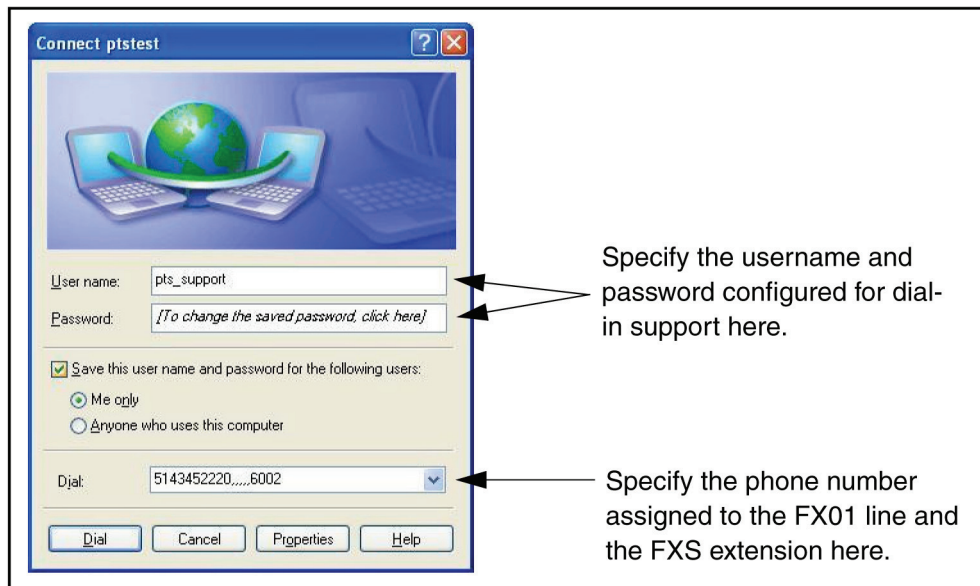 Connect ptstest
User name:
pts_support
Password:
[To change the saved password, click here]
Save this user name and password for the following users:
Me only
Anyone who uses this computer
Dial:
5143452220,,,,,6002
Dial
Cancel
Properties
Help
Specify the username and
password configured for dial-
in support here.
Specify the phone number
assigned to the FX01 line and
the FXS extension here.